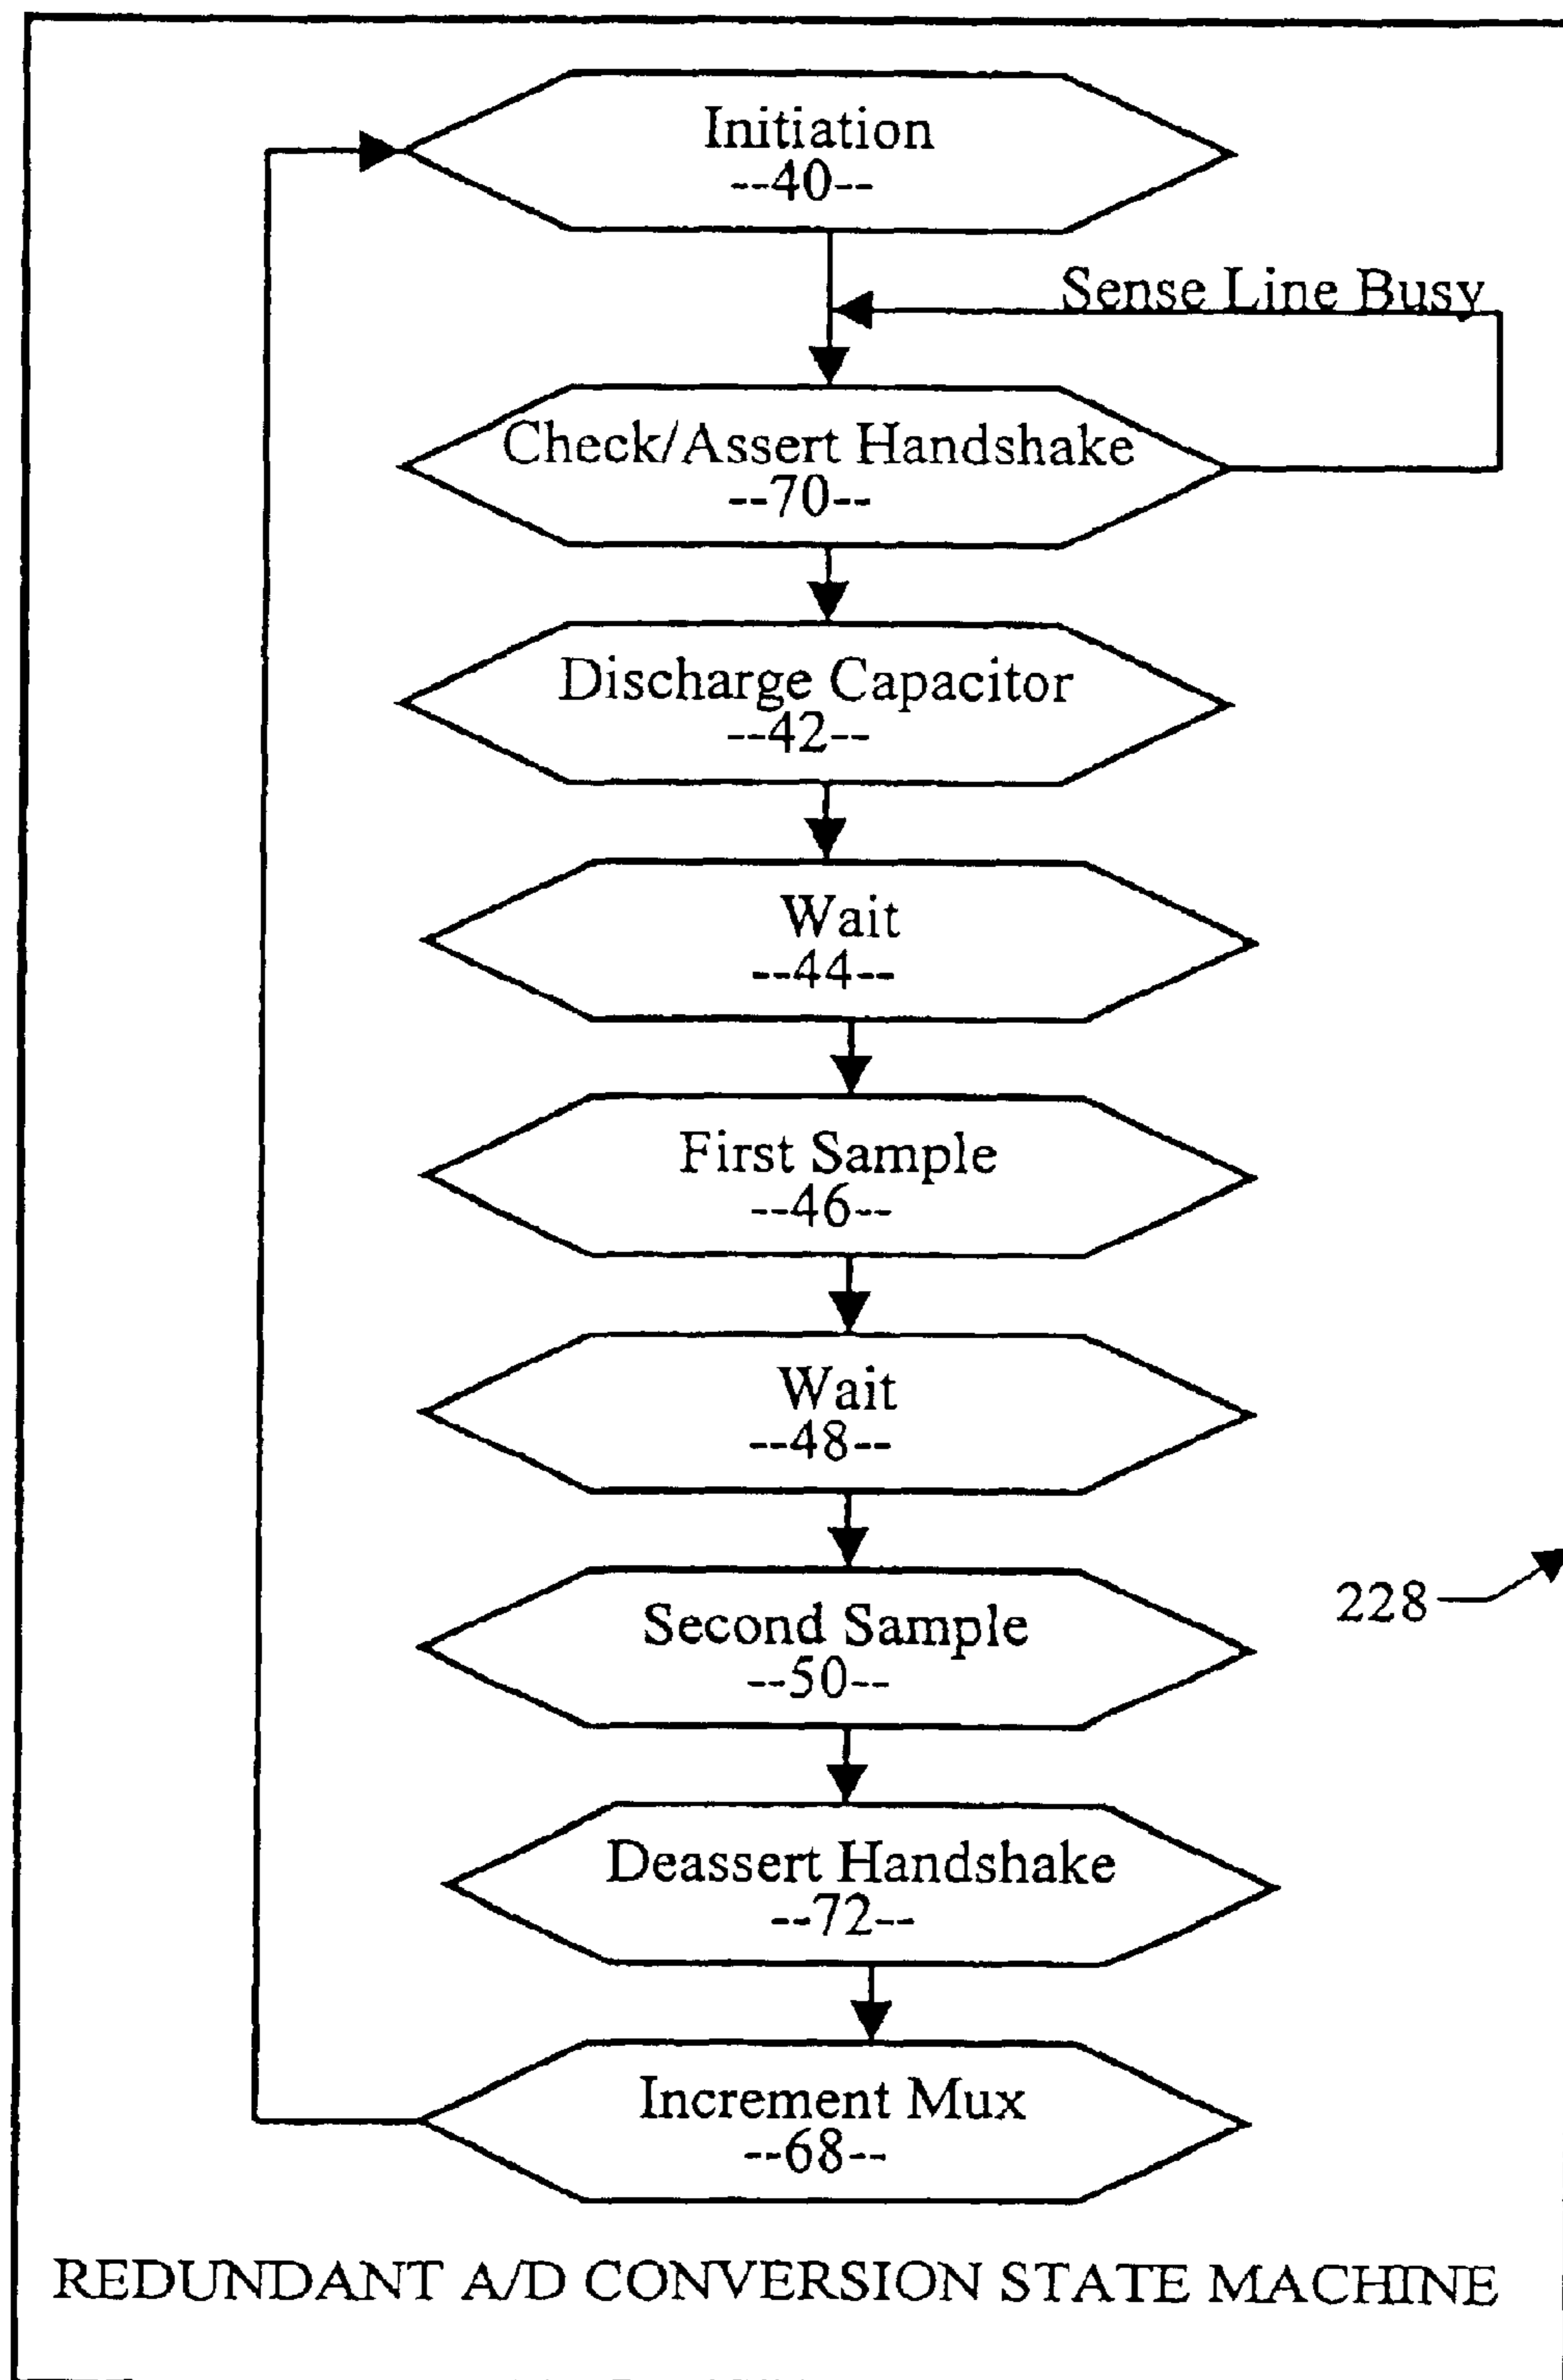 Initiation
--40--
Sense Line Busy
Check/Assert Handshake
--70--
Discharge Capacitor
--42--
Wait
--44--
First Sample
--46--
Wait
--48--
Second Sample
--50--
228
Deassert Handshake
--72--
Increment Mux
--68--
REDUNDANT A/D CONVERSION STATE MACHINE